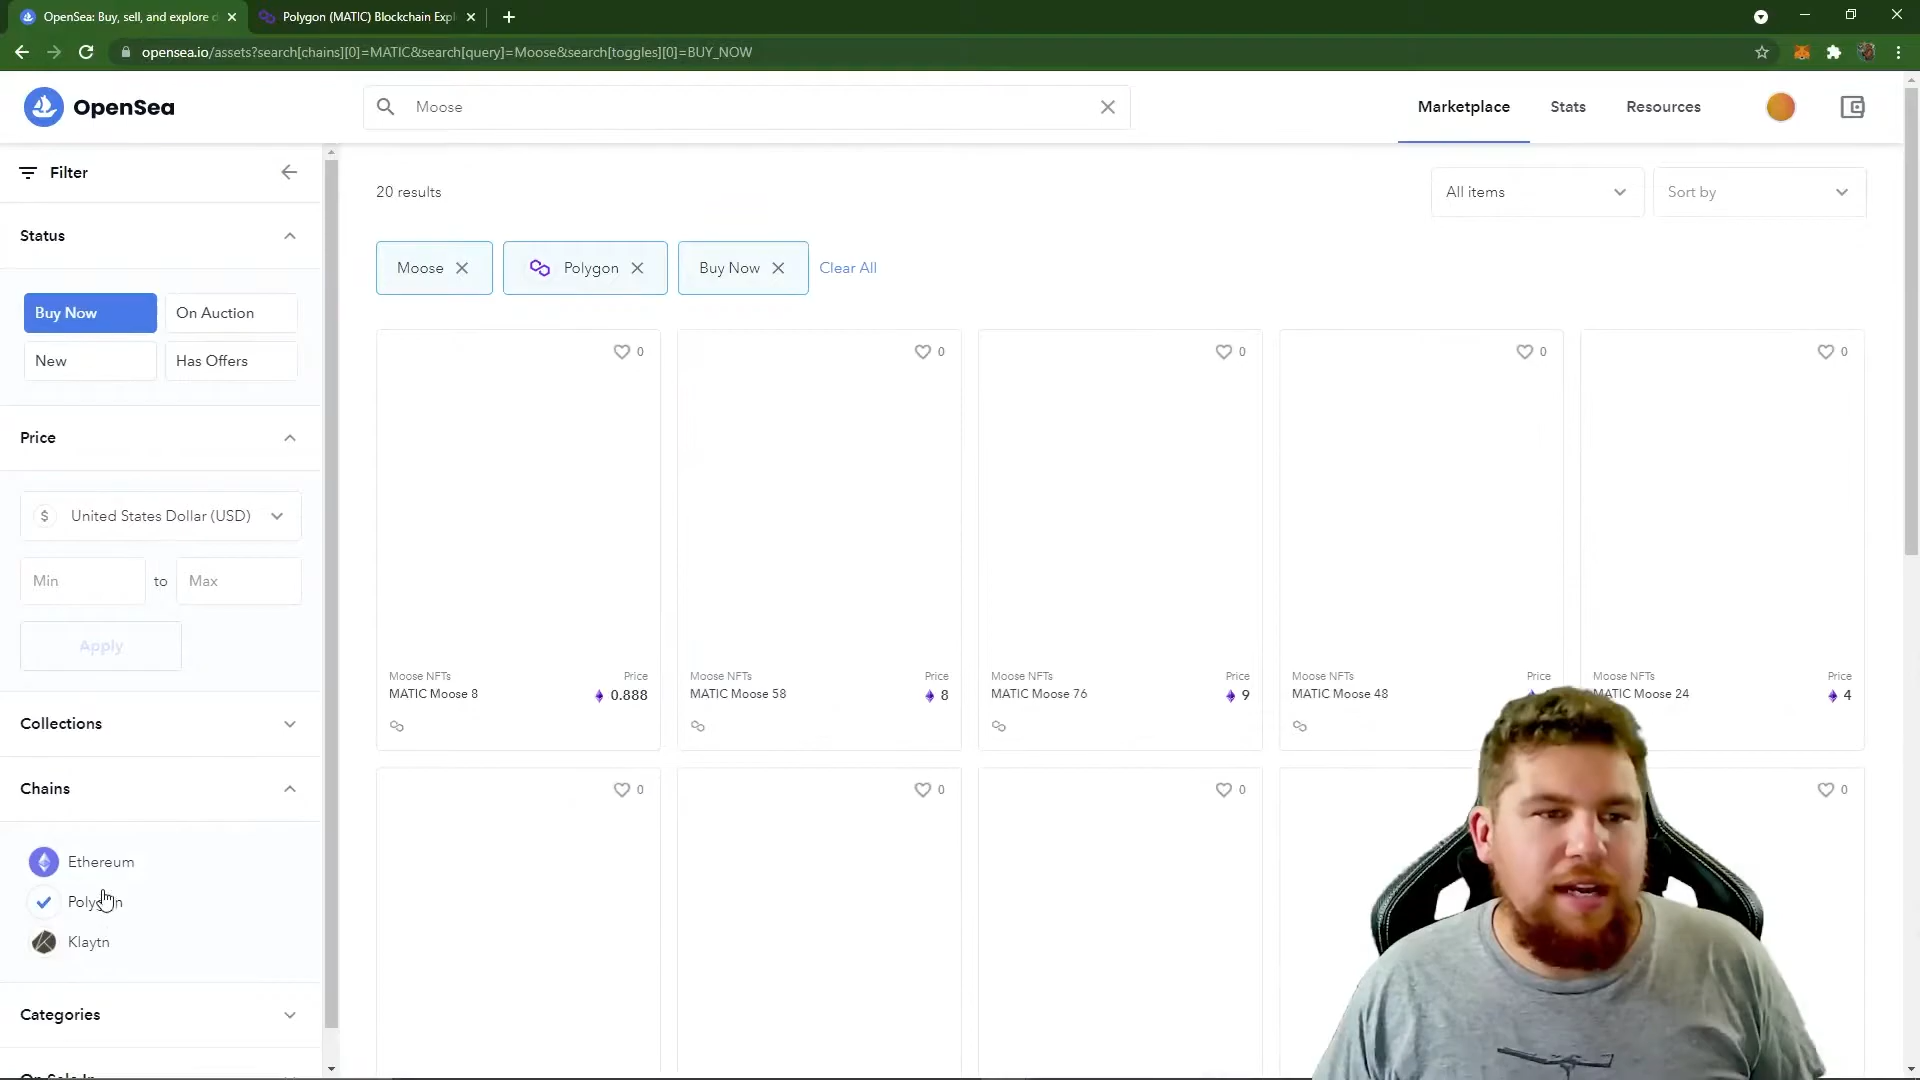 OpenSea: Buy, sell, and explore d
Polygon (MATIC) Blockchain Expl
opensea.io/assets?search[chains][0]=MATIC&search[query]=Moose&search[toggles][0]=BUY_NOW
OpenSea
Moose
Marketplace
Stats
Resources
Filter
20 results
All items
Sort by
Status
Moose
Polygon
Buy Now
Clear All
Buy Now
On Auction
New
Has Offers
Price
United States Dollar (USD)
Min
to
Max
Apply
Collections
Chains
Ethereum
Polygon
Klaytn
Categories
0
0
0
0
0
Moose NFTs
Price
MATIC Moose 8
0.888
Moose NFTs
Price
MATIC Moose 58
8
Moose NFTs
Price
MATIC Moose 76
9
Moose NFTs
Price
MATIC Moose 48
Moose NFTs
Price
MATIC Moose 24
4
0
0
0
0